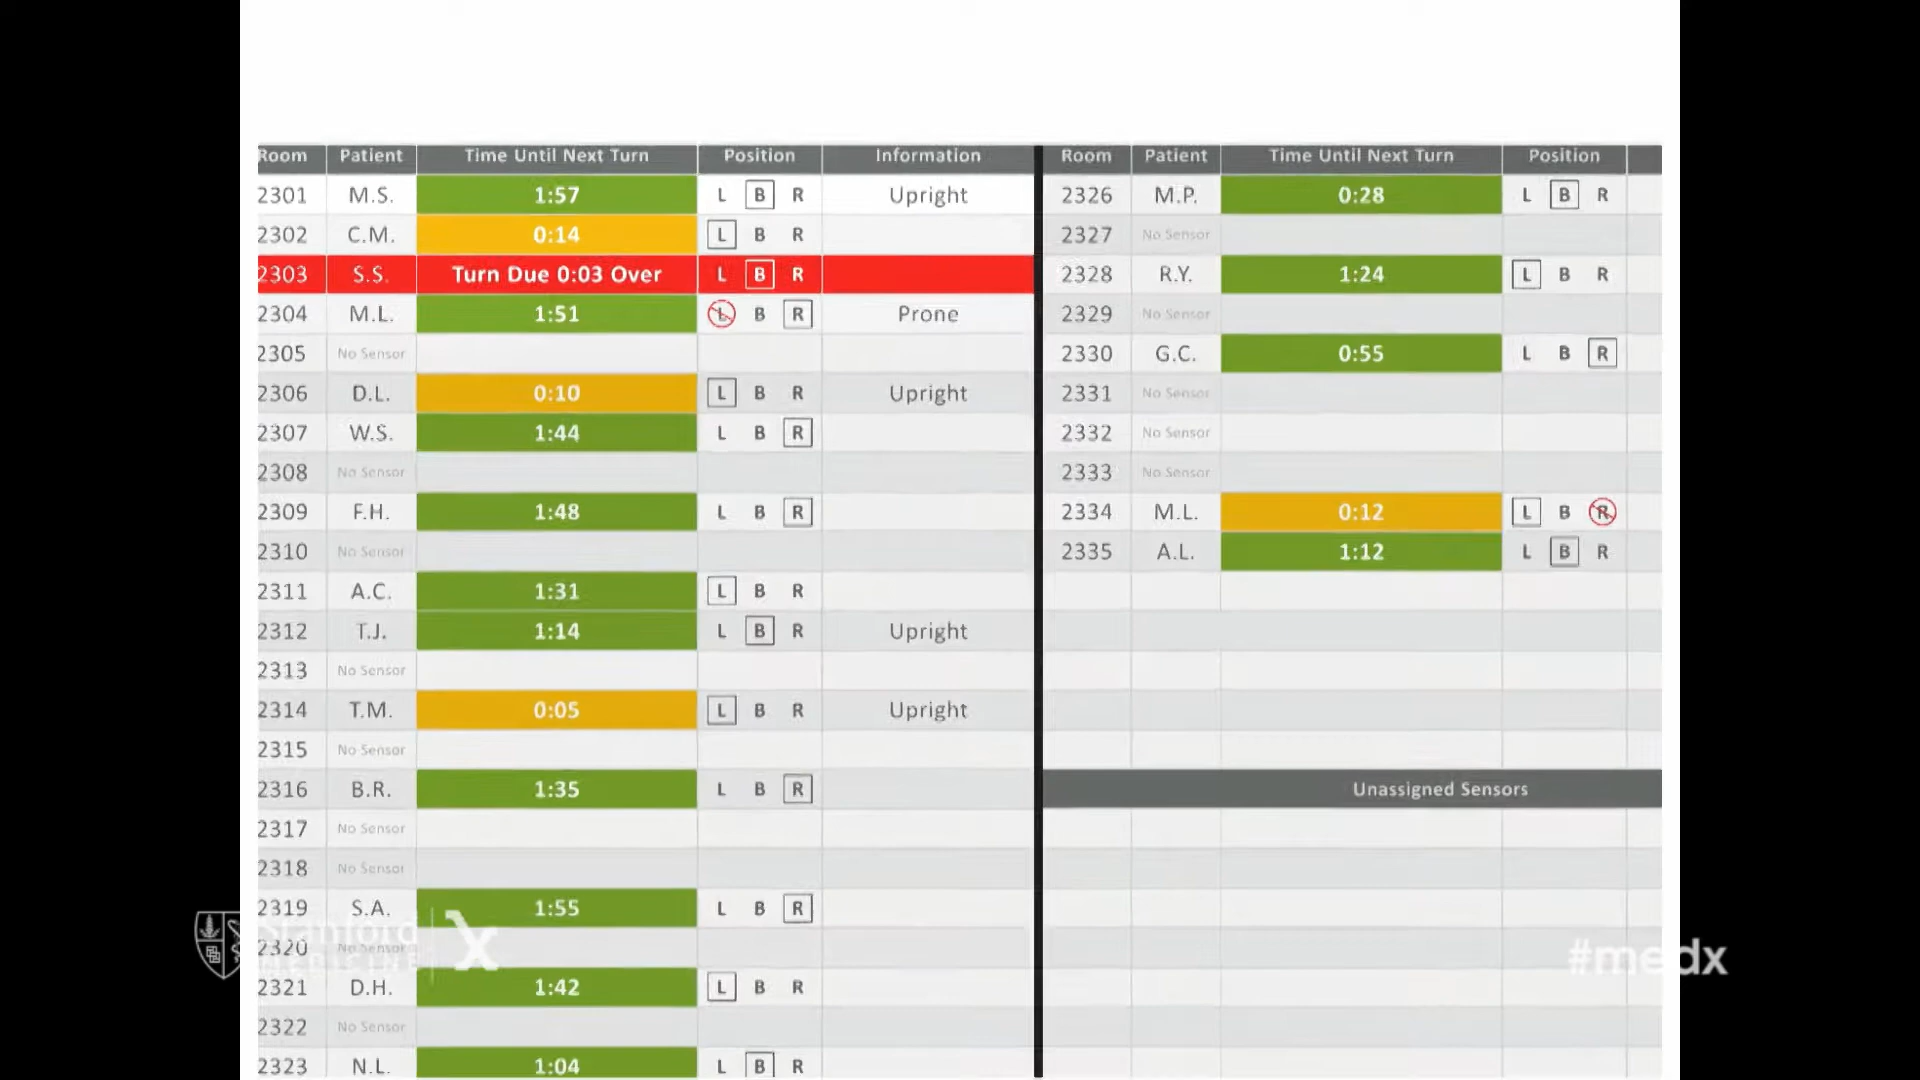 Room Patient Time Until Next Turn Position Information
2301 M.S. 1:57 L B R Upright
2302 C.M. 0:14 L B R
2303 S.S. Turn Due 0:03 Over L B R
2304 M.L. 1:51 L B R Prone
2305 No Sensor
2306 D.L. 0:10 L B R Upright
2307 W.S. 1:44 L B R
2308 No Sensor
2309 F.H. 1:48 L B R
2310 No Sensor
2311 A.C. 1:31 L B R
2312 T.J. 1:14 L B R Upright
2313 No Sensor
2314 T.M. 0:05 L B R Upright
2315 No Sensor
2316 B.R. 1:35 L B R
2317 No Sensor
2318 No Sensor
2319 S.A. 1:55 L B R
2320 No Sensor
2321 D.H. 1:42 L B R
2322 No Sensor
2323 N.L. 1:04 L B R
Room Patient Time Until Next Turn Position
2326 M.P. 0:28 L B R
2327 No Sensor
2328 R.Y. 1:24 L B R
2329 No Sensor
2330 G.C. 0:55 L B R
2331 No Sensor
2332 No Sensor
2333 No Sensor
2334 M.L. 0:12 L B R
2335 A.L. 1:12 L B R
Unassigned Sensors
Stanford
MEDICINE
X
#medx